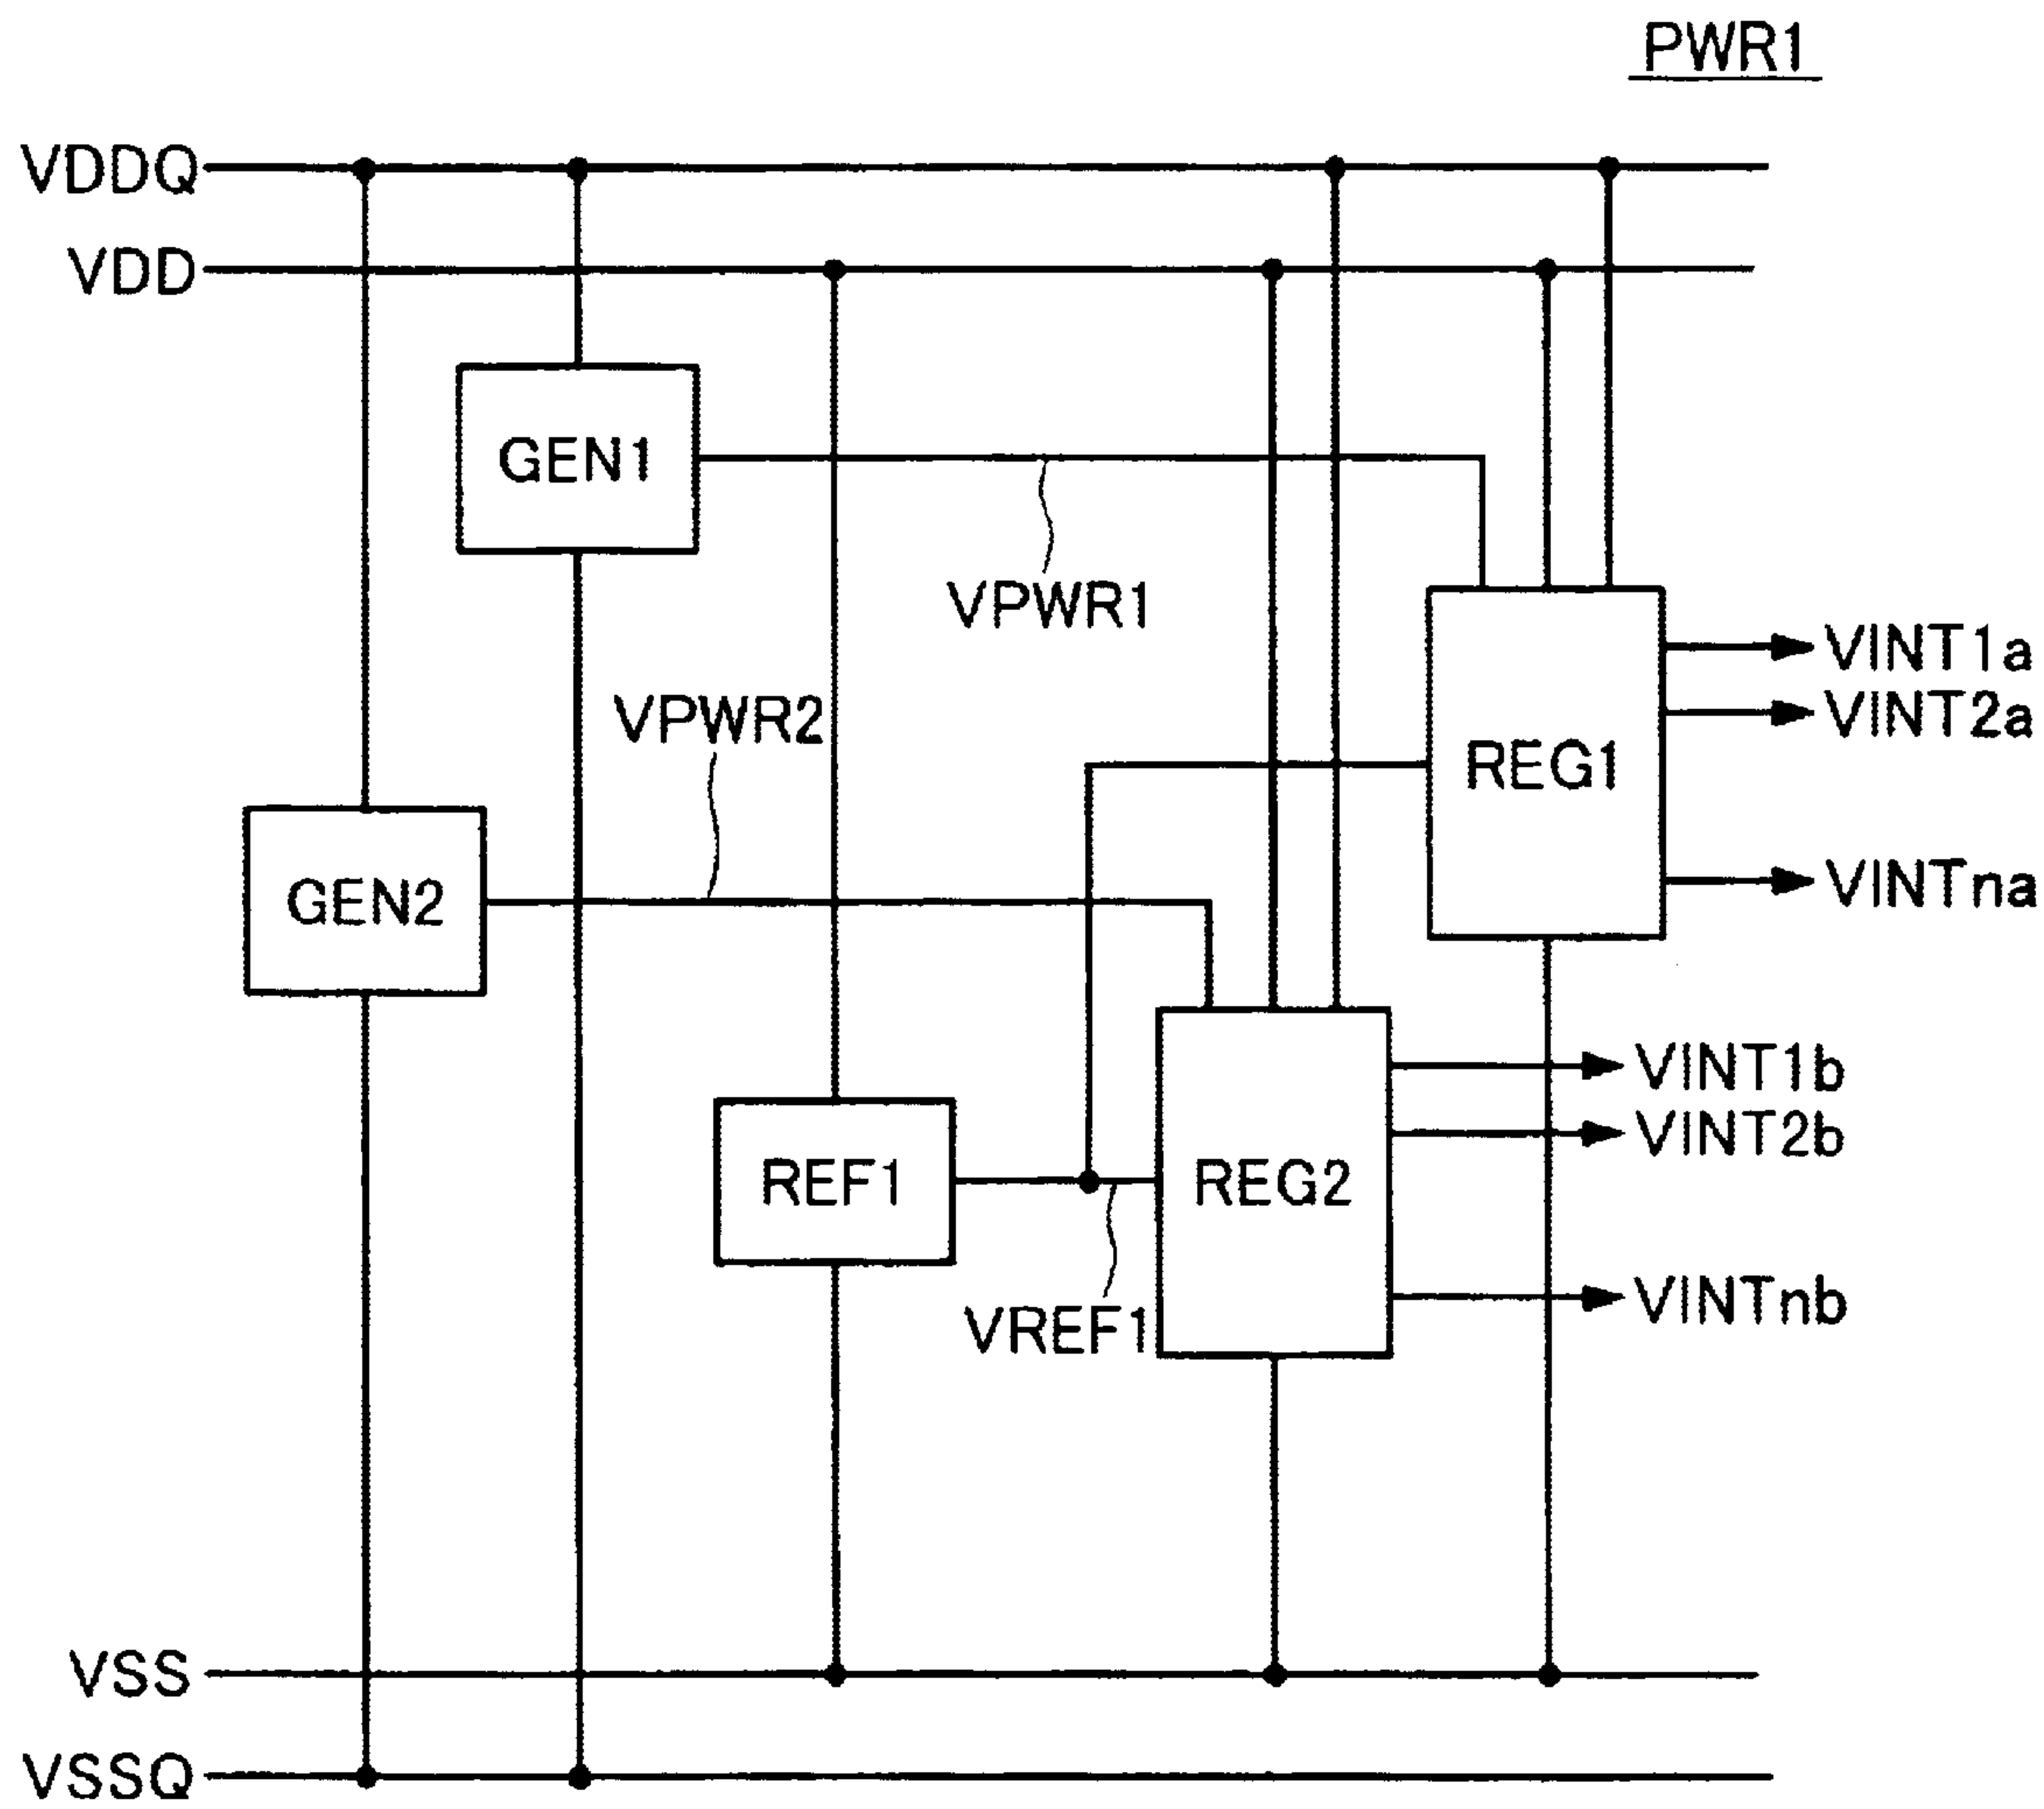 PWR1
VDDQ
VDD
GEN1
VPWR1
VINT1a
VPWR2
VINT2a
REG1
GEN2
VINTna
VINT1b
VINT2b
REF1
REG2
VINTnb
VREF1
VSS
VSSQ